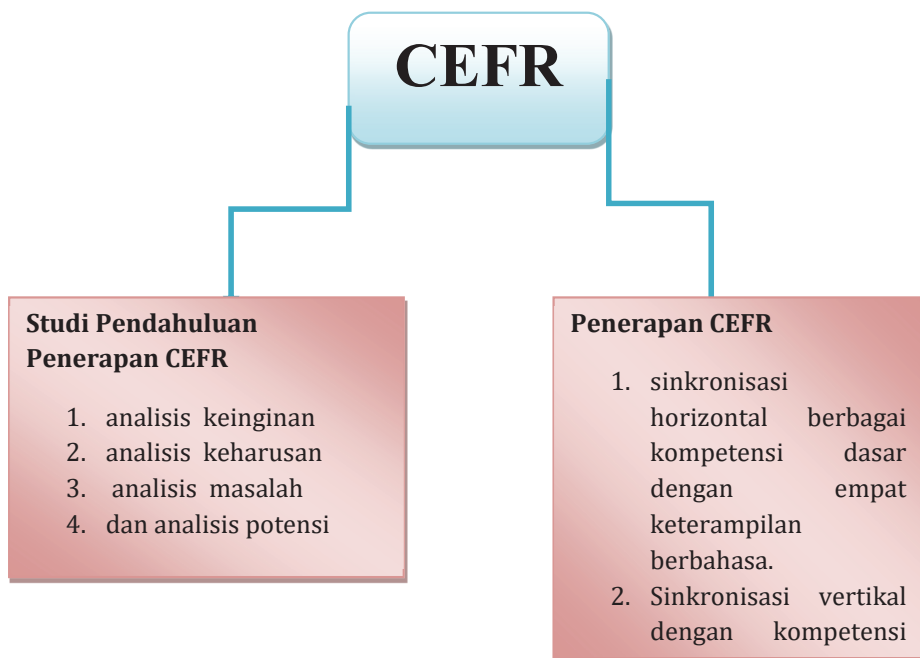 CEFR
Studi Pendahuluan
Penerapan CEFR
1. analisis keinginan
2. analisis keharusan
3. analisis masalah
4. dan analisis potensi
Penerapan CEFR
1. sinkronisasi
horizontal berbagai
kompetensi dasar
dengan empat
keterampilan
berbahasa.
2. Sinkronisasi vertikal
dengan kompetensi